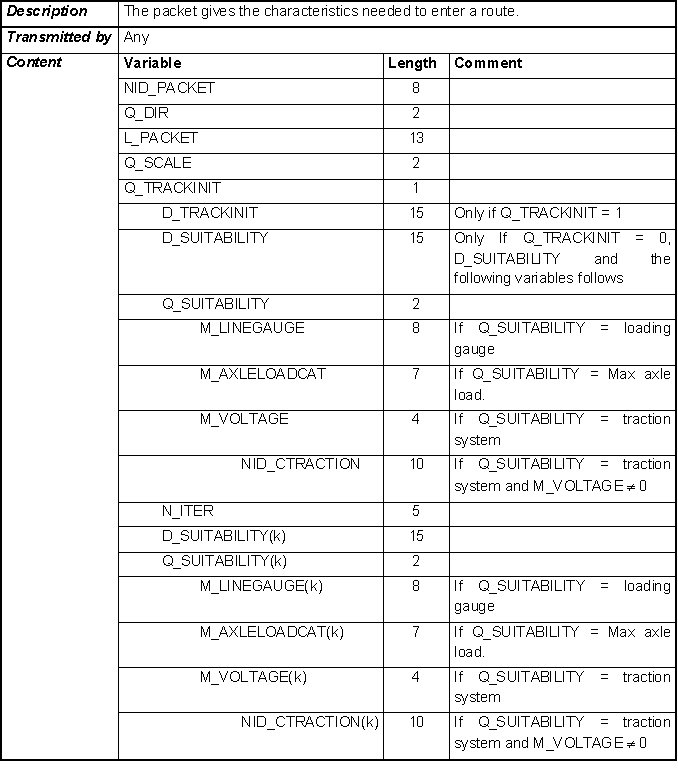 Description The packet gives the characteristics needed to enter a route.
Transmitted by Any
Content Variable Length Comment
NID_PACKET 8
Q_DIR 2
L_PACKET 13
Q_SCALE 2
Q_TRACKINIT 1
D_TRACKINIT 15 Only if Q_TRACKINIT = 1
D_SUITABILITY 15 Only If Q_TRACKINIT = 0,
D_SUITABILITY and the
following variables follows
Q_SUITABILITY 2
M_LINEGAUGE 8 If Q_SUITABILITY = loading
gauge
M_AXLELOADCAT 7 If Q_SUITABILITY = Max axle
load.
M_VOLTAGE 4 If Q_SUITABILITY = traction
system
NID_CTRACTION 10 If Q_SUITABILITY = traction
system and M_VOLTAGE ≠ 0
N_ITER 5
D_SUITABILITY(k) 15
Q_SUITABILITY(k) 2
M_LINEGAUGE(k) 8 If Q_SUITABILITY = loading
gauge
M_AXLELOADCAT(k) 7 If Q_SUITABILITY = Max axle
load.
M_VOLTAGE(k) 4 If Q_SUITABILITY = traction
system
NID_CTRACTION(k) 10 If Q_SUITABILITY = traction
system and M_VOLTAGE ≠ 0